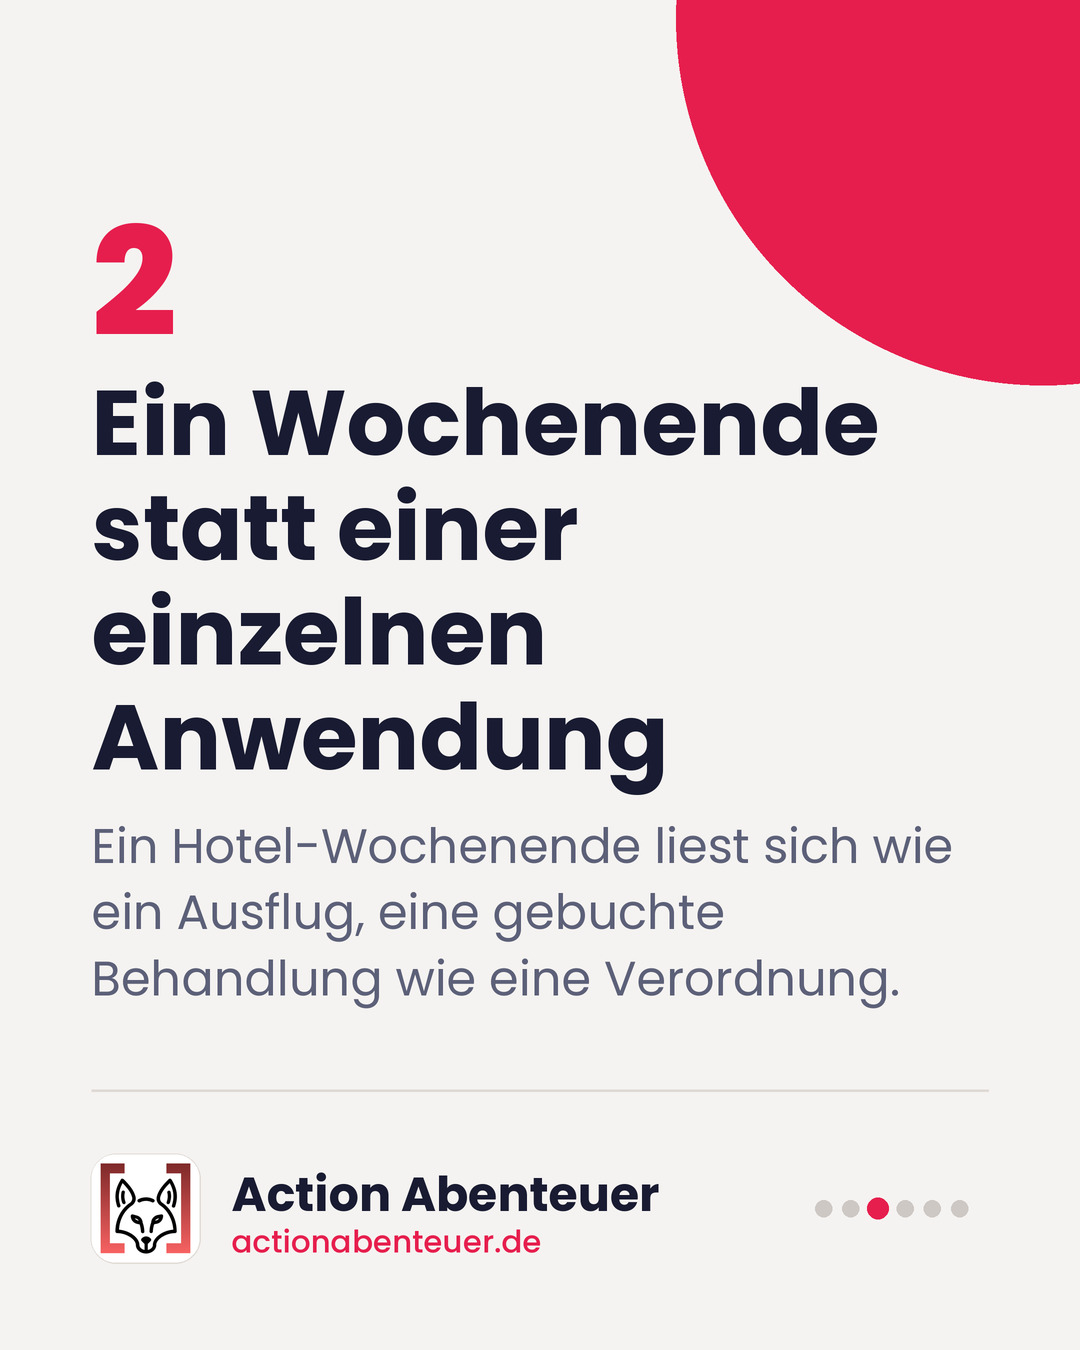 2
Ein Wochenende
statt einer
einzelnen
Anwendung
Ein Hotel-Wochenende liest sich wie
ein Ausflug, eine gebuchte
Behandlung wie eine Verordnung.
Action Abenteuer
actionabenteuer.de